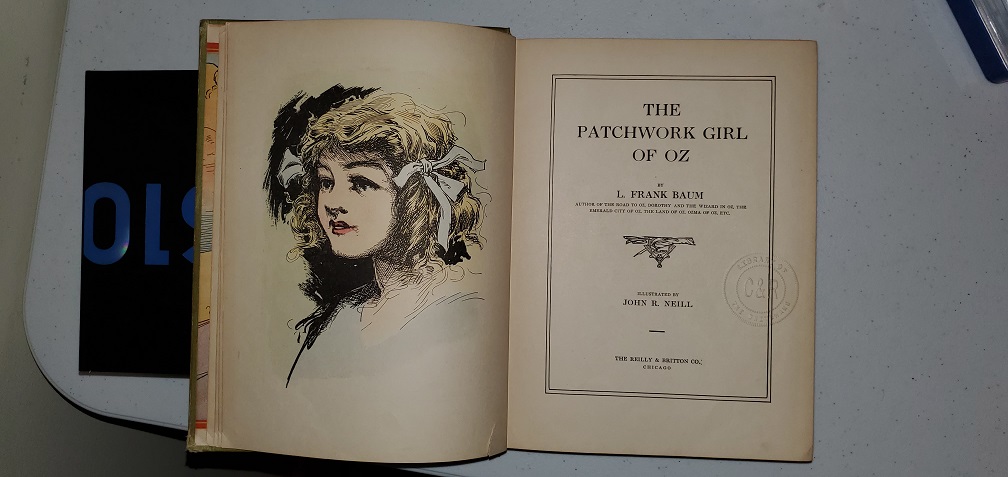 THE
PATCHWORK GIRL
OF OZ
BY
L. FRANK BAUM
AUTHOR OF THE ROAD TO OZ, DOROTHY AND THE WIZARD IN OZ, THE
EMERALD CITY OF OZ, THE LAND OF OZ, OZMA OF OZ, ETC.
ILLUSTRATED BY
JOHN R. NEILL
THE REILLY & BRITTON CO.
CHICAGO
LIBRARY OF
C&R